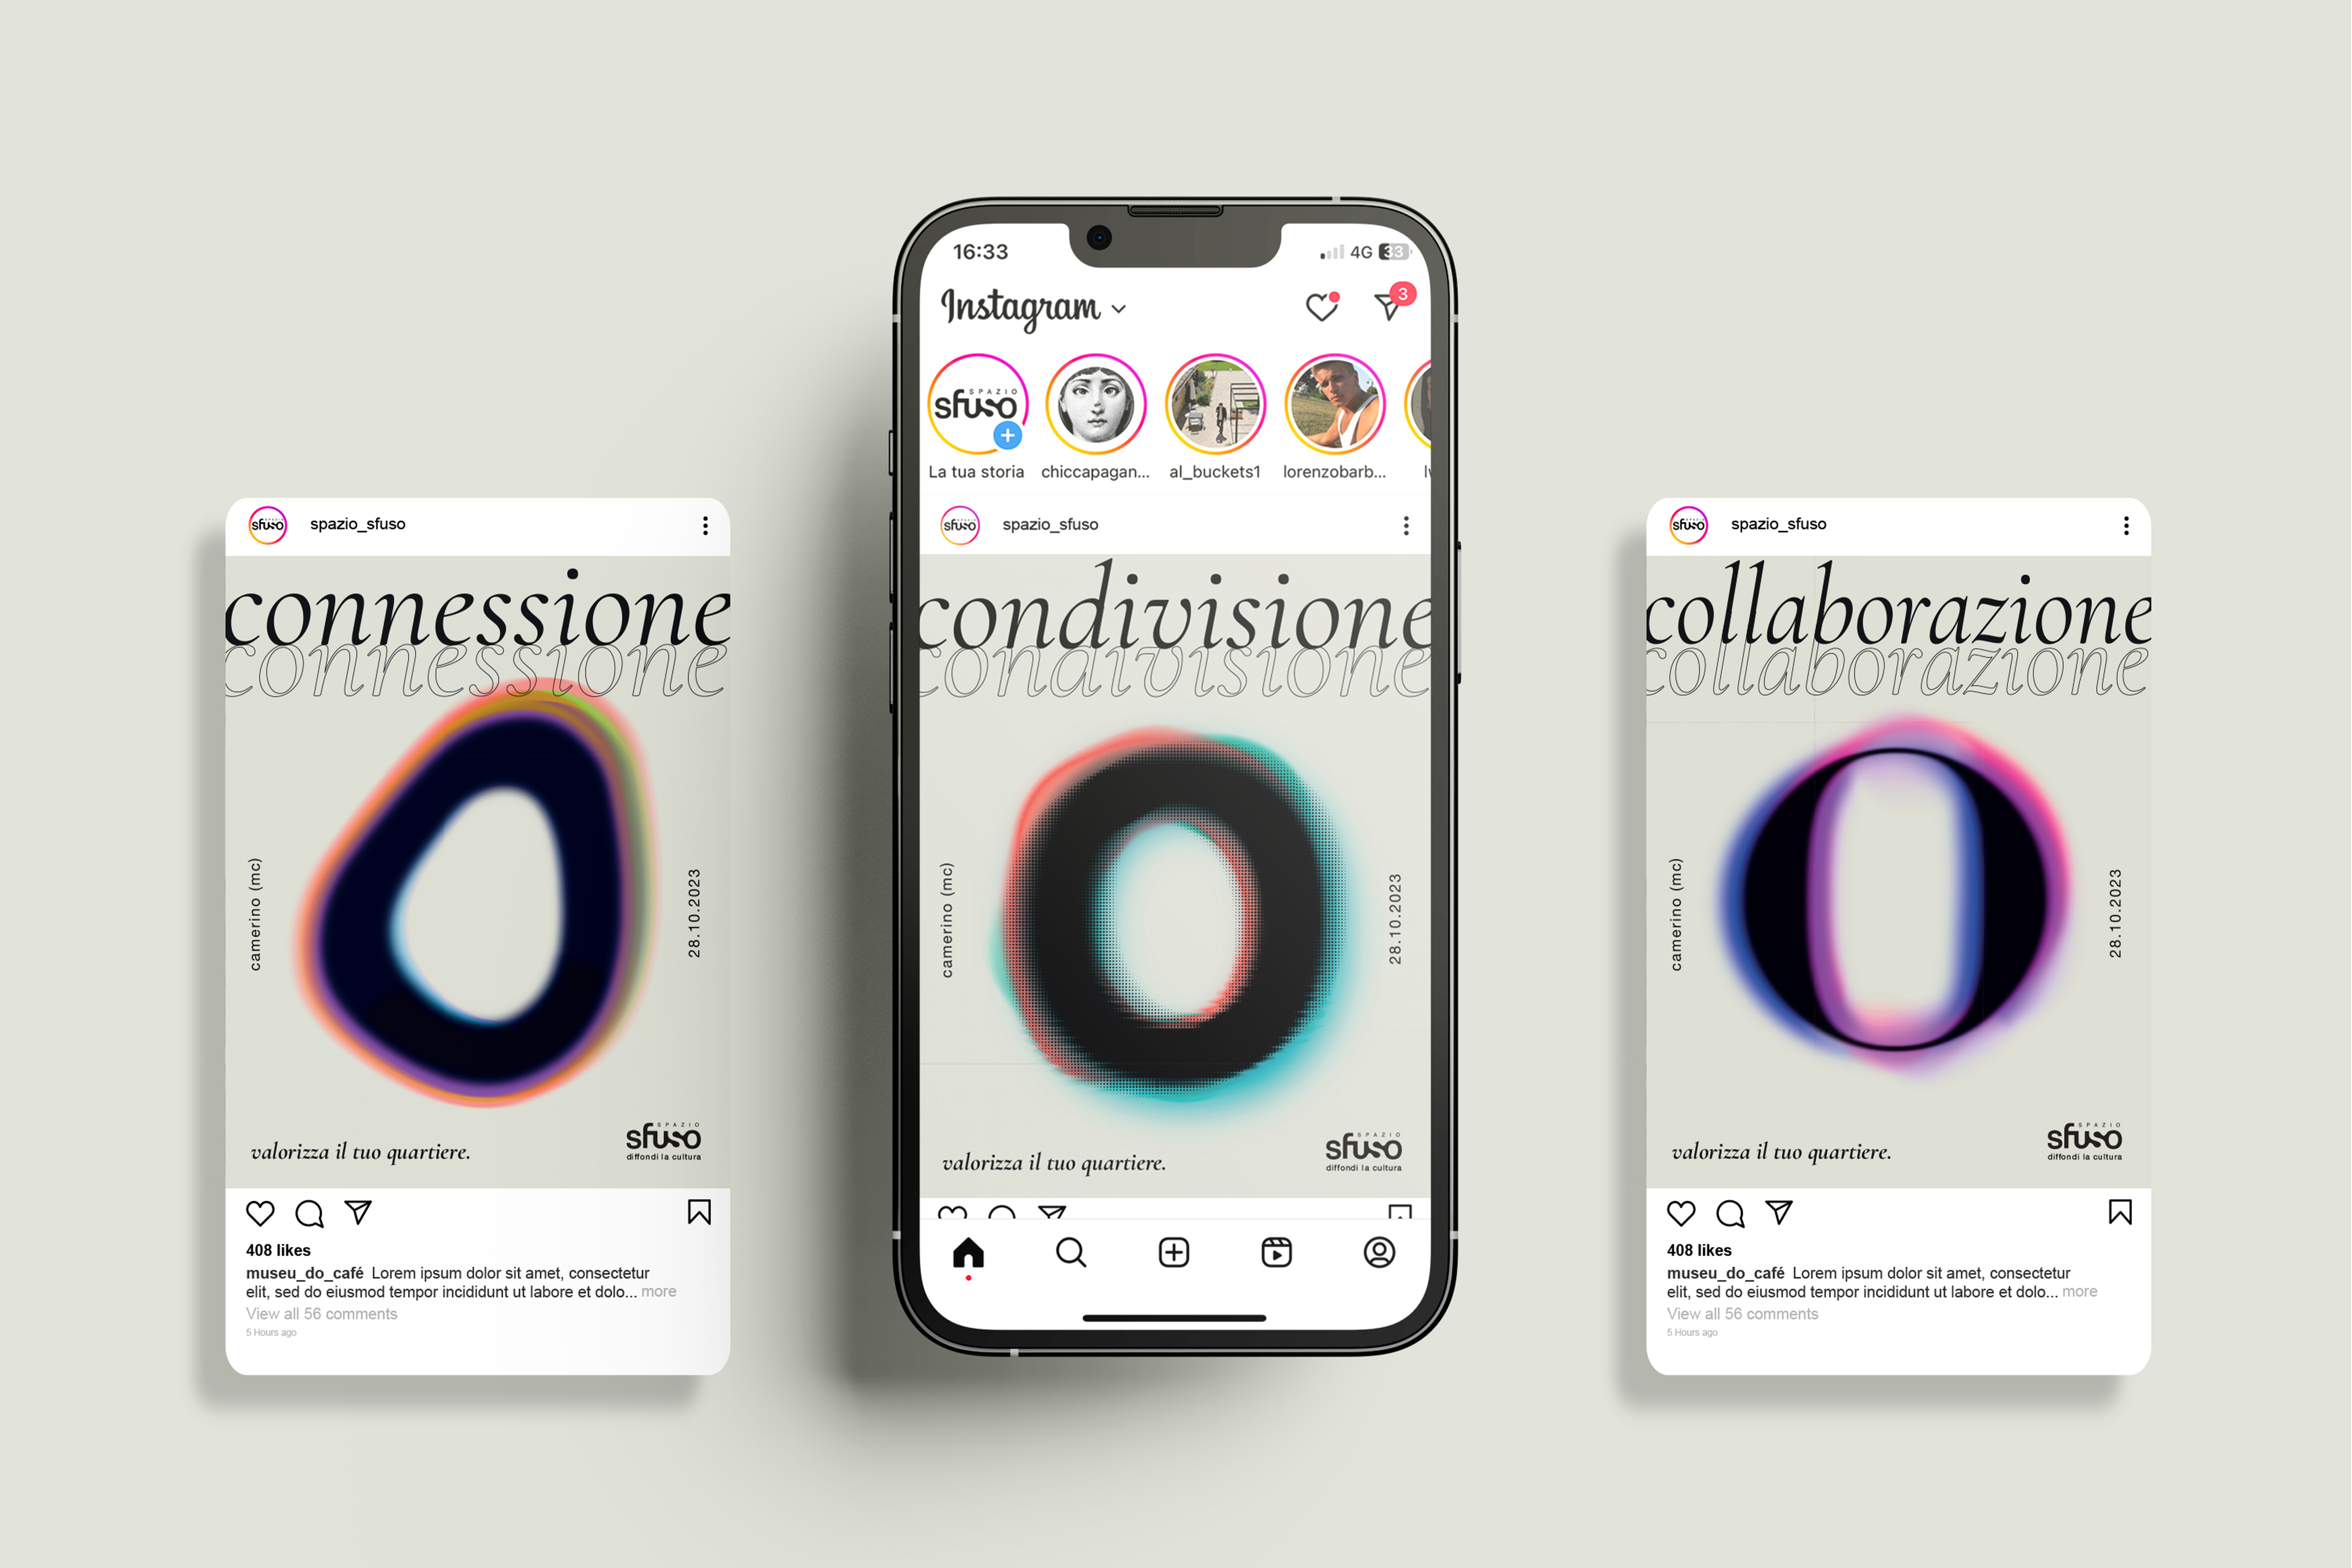 spazio_sfuso
connessione
connessione
camerino (mc)
28.10.2023
valorizza il tuo quartiere.
SPAZIO
sfuso
diffondi la cultura
408 likes
museu_do_café Lorem ipsum dolor sit amet, consectetur
elit, sed do eiusmod tempor incididunt ut labore et dolo... more
View all 56 comments
5 Hours ago
16:33
4G 33
Instagram
3
SPAZIO
sfuso
La tua storia
chiccapagan...
al_buckets1
lorenzobarb...
sfuso
spazio_sfuso
condivisione
condivisione
camerino (mc)
28.10.2023
valorizza il tuo quartiere.
SPAZIO
sfuso
diffondi la cultura
sfuso
spazio_sfuso
collaborazione
collaborazione
camerino (mc)
28.10.2023
valorizza il tuo quartiere.
SPAZIO
sfuso
diffondi la cultura
408 likes
museu_do_café Lorem ipsum dolor sit amet, consectetur
elit, sed do eiusmod tempor incididunt ut labore et dolo... more
View all 56 comments
5 Hours ago